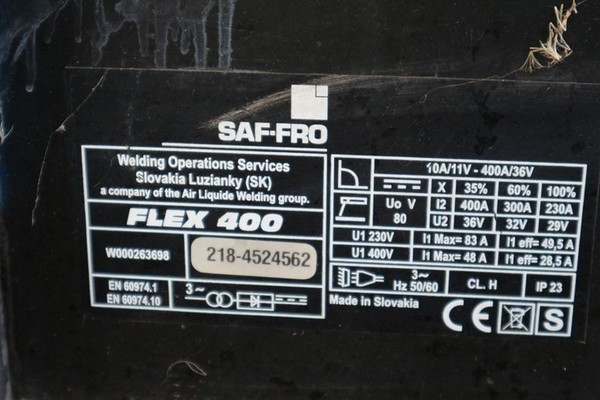 SAF-FRO
Welding Operations Services
Slovakia Luzianky (SK)
a company of the Air Liquide Welding group.
FLEX 400
W000263698
218-4524562
EN 60974.1
EN 60974.10
3~
10A/11V - 400A/36V
X 35% 60% 100%
Uo V
80
I2 400A 300A 230A
U2 36V 32V 29V
U1 230V I1 Max= 83 A I1 eff= 49,5 A
U1 400V I1 Max= 48 A I1 eff= 28,5 A
3~
Hz 50/60
CL. H
IP 23
Made in Slovakia
CE
S